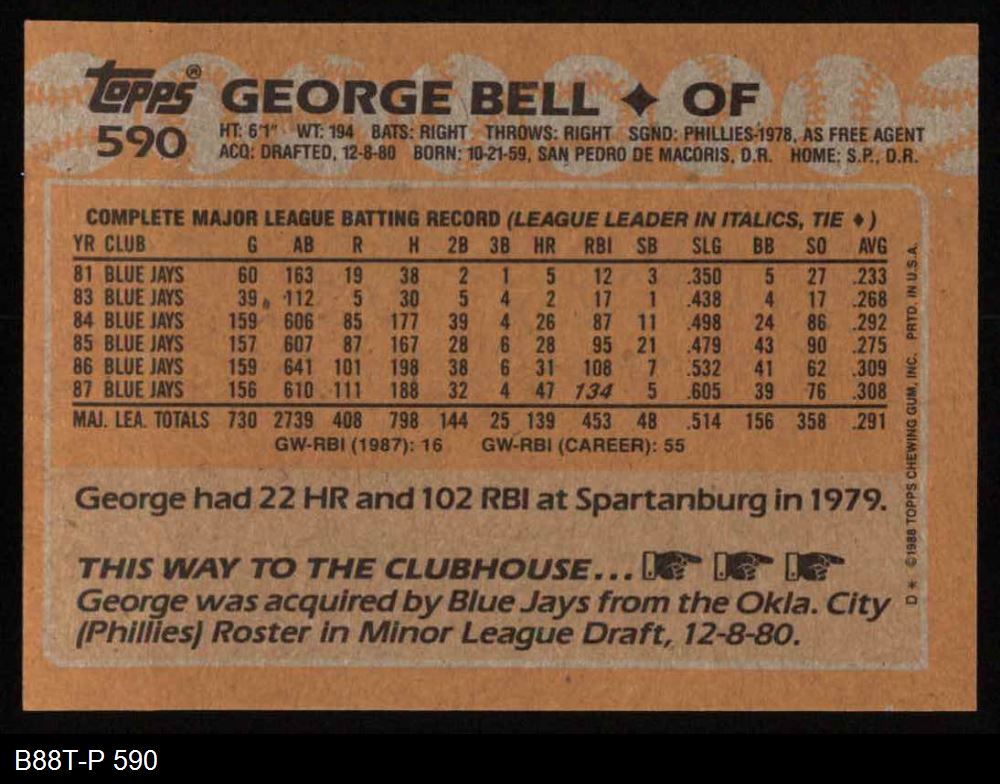 topps® GEORGE BELL ✦ OF
590 HT: 6'1" WT: 194 BATS: RIGHT THROWS: RIGHT SGND: PHILLIES-1978, AS FREE AGENT
ACQ: DRAFTED, 12-8-80 BORN: 10-21-59, SAN PEDRO DE MACORIS, D.R. HOME: S.P., D.R.
COMPLETE MAJOR LEAGUE BATTING RECORD (LEAGUE LEADER IN ITALICS, TIE ♦)
YR CLUB G AB R H 2B 3B HR RBI SB SLG BB SO AVG
81 BLUE JAYS 60 163 19 38 2 1 5 12 3 .350 5 27 .233
83 BLUE JAYS 39 112 5 30 5 4 2 17 1 .438 4 17 .268
84 BLUE JAYS 159 606 85 177 39 4 26 87 11 .498 24 86 .292
85 BLUE JAYS 157 607 87 167 28 6 28 95 21 .479 43 90 .275
86 BLUE JAYS 159 641 101 198 38 6 31 108 7 .532 41 62 .309
87 BLUE JAYS 156 610 111 188 32 4 47 134 5 .605 39 76 .308
MAJ. LEA. TOTALS 730 2739 408 798 144 25 139 453 48 .514 156 358 .291
GW-RBI (1987): 16 GW-RBI (CAREER): 55
George had 22 HR and 102 RBI at Spartanburg in 1979.
THIS WAY TO THE CLUBHOUSE...
George was acquired by Blue Jays from the Okla. City
(Phillies) Roster in Minor League Draft, 12-8-80.
D * ©1988 TOPPS CHEWING GUM, INC. PRTD. IN U.S.A.
B88T-P 590